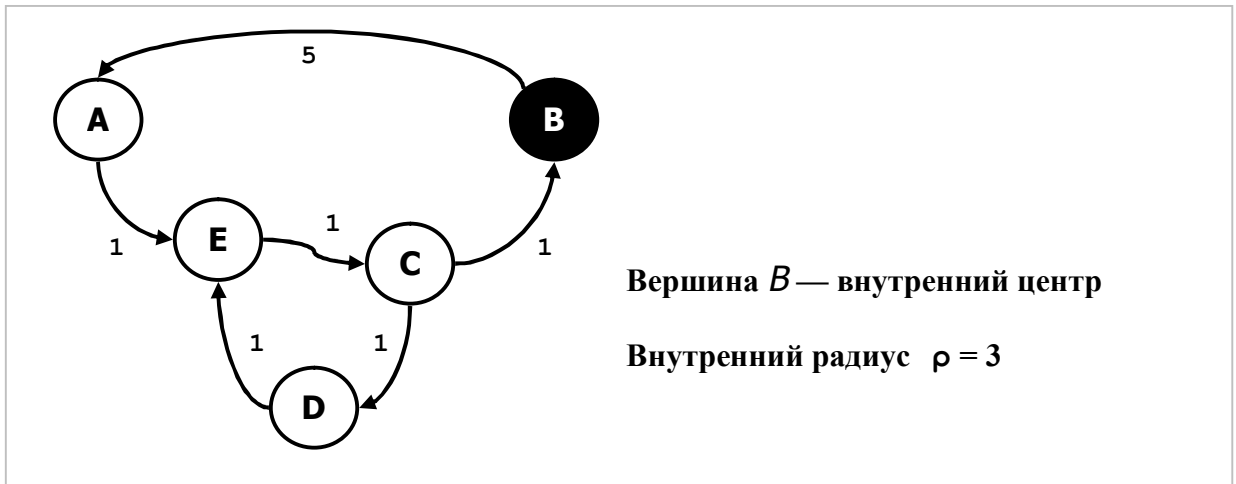 5
A
B
1
E
1
C
1
Вершина B — внутренний центр
1
1
Внутренний радиус ρ = 3
D